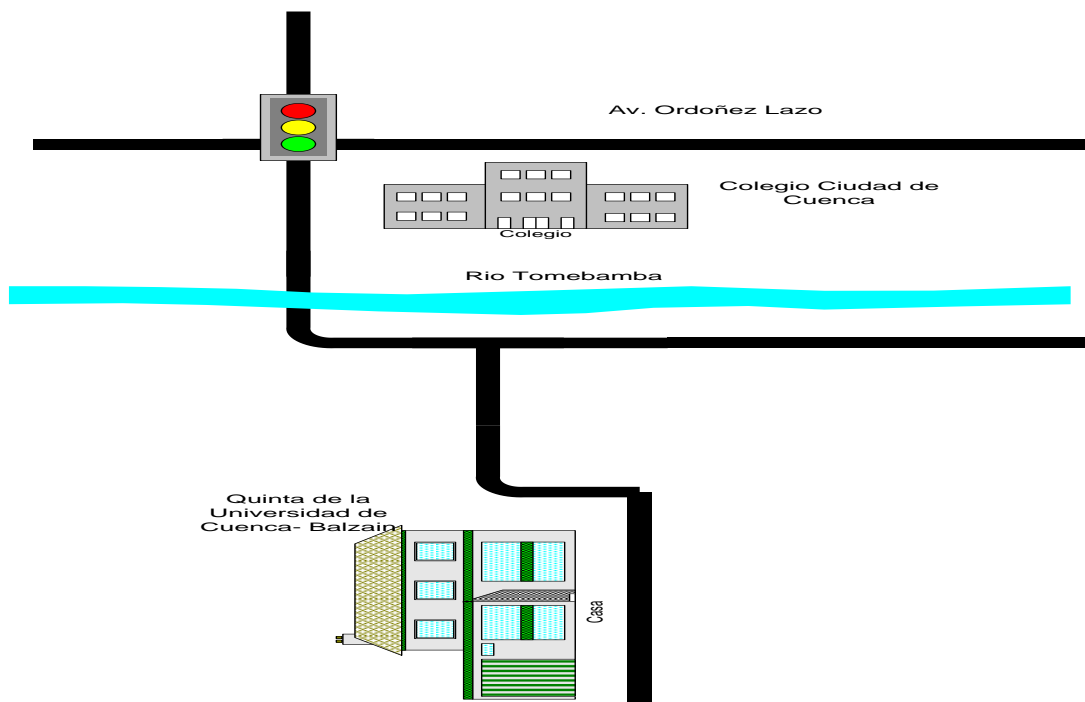 Av. Ordoñez Lazo
Colegio Ciudad de
Cuenca
Colegio
Rio Tomebamba
Quinta de la
Universidad de
Cuenca- Balzain
Casa